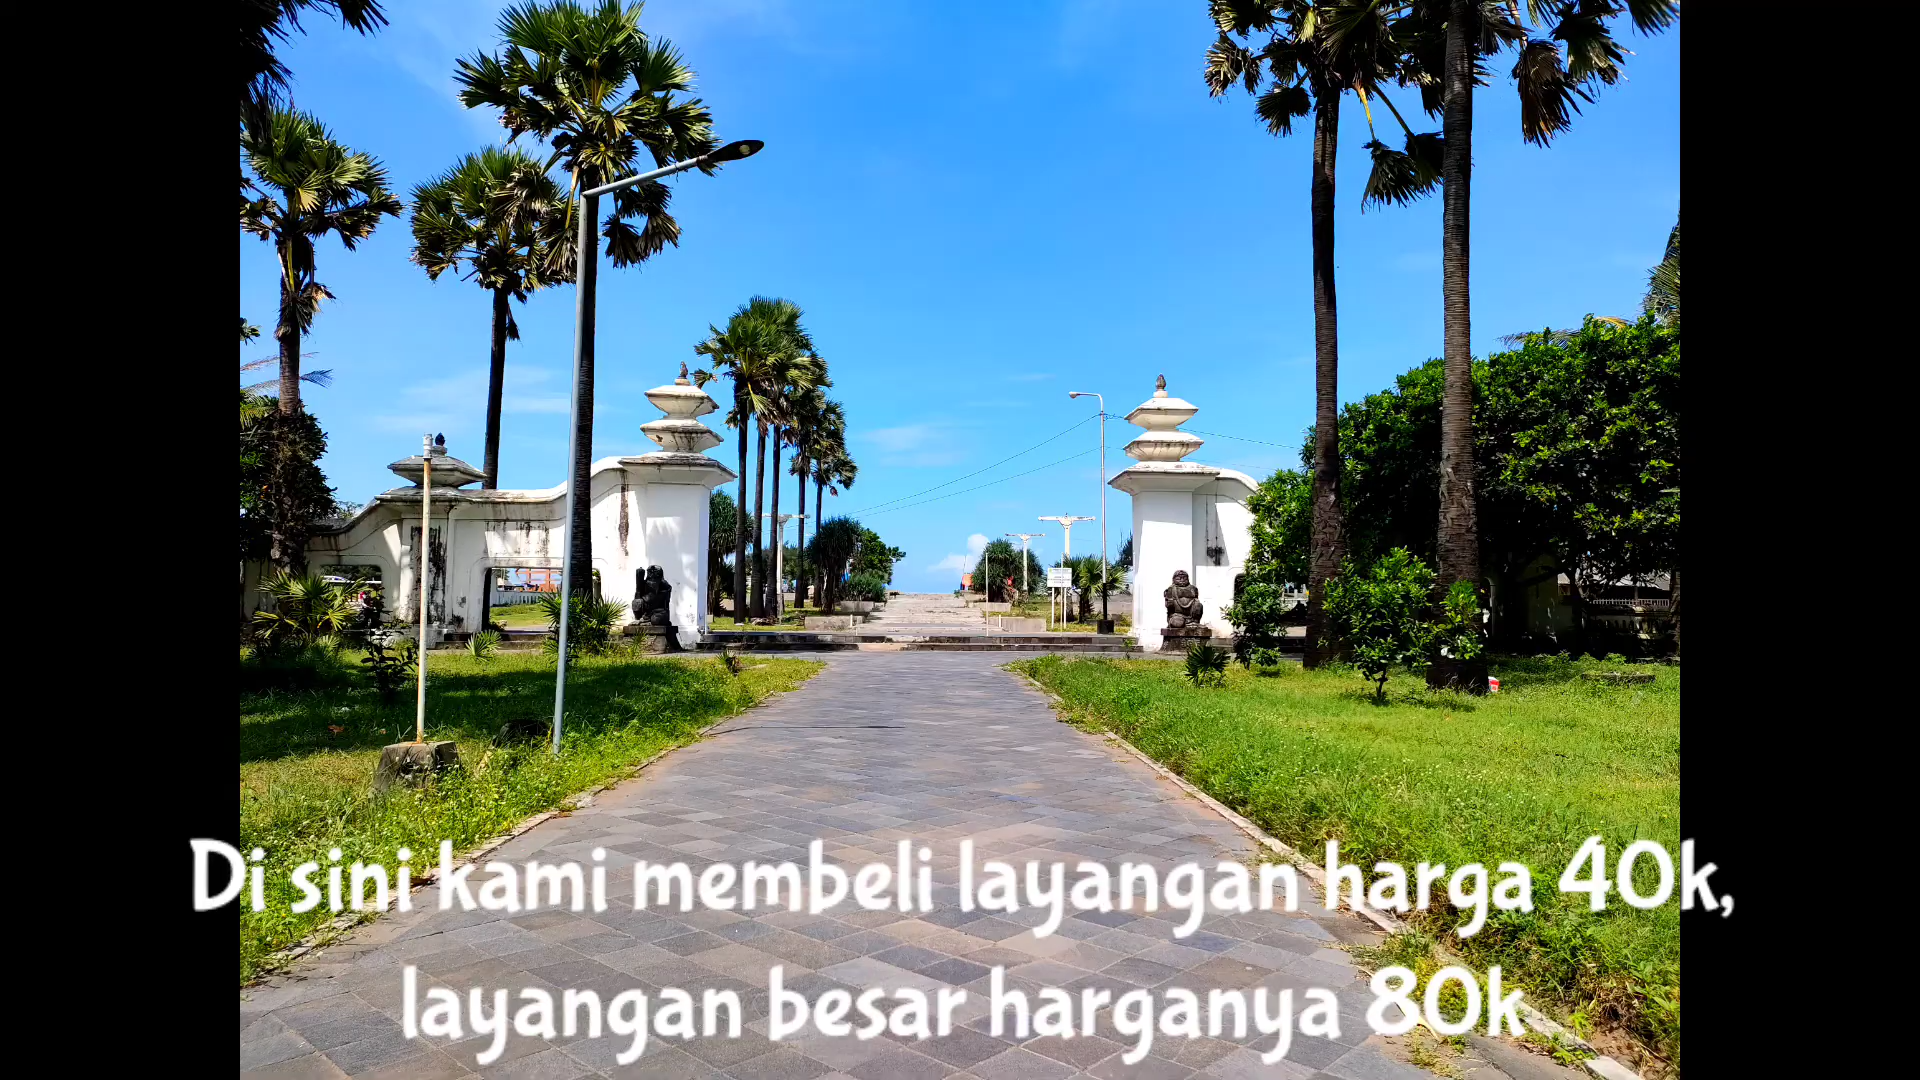 Di sini kami membeli layangan harga 40k,
layangan besar harganya 80k